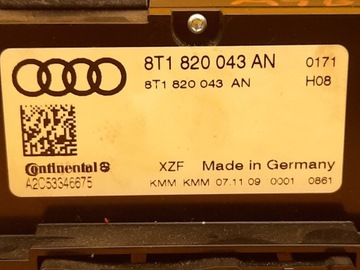 8T1 820 043 AN 0171
8T1 820 043 AN H08
Continental
A2C53346675
XZF Made in Germany
KMM KMM 07.11.09 0001 0861